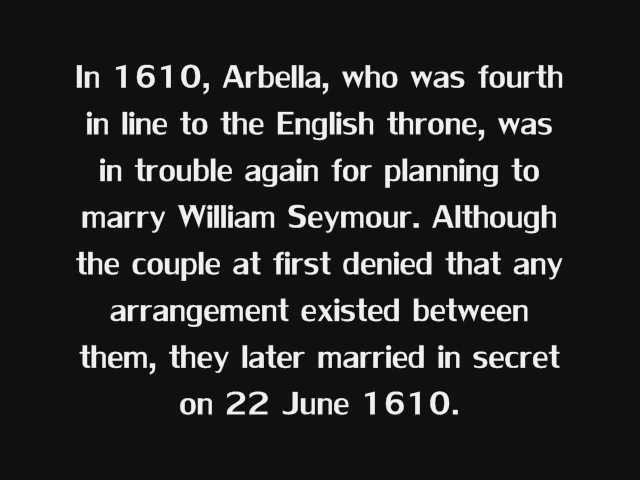 In 1610, Arbella, who was fourth
in line to the English throne, was
in trouble again for planning to
marry William Seymour. Although
the couple at first denied that any
arrangement existed between
them, they later married in secret
on 22 June 1610.